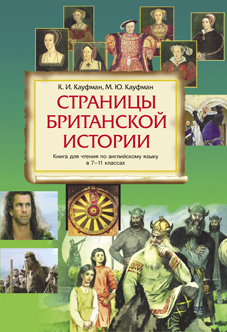 К. И. Кауфман, М. Ю. Кауфман
СТРАНИЦЫ
БРИТАНСКОЙ
ИСТОРИИ
Книга для чтения по английскому языку
в 7–11 классах